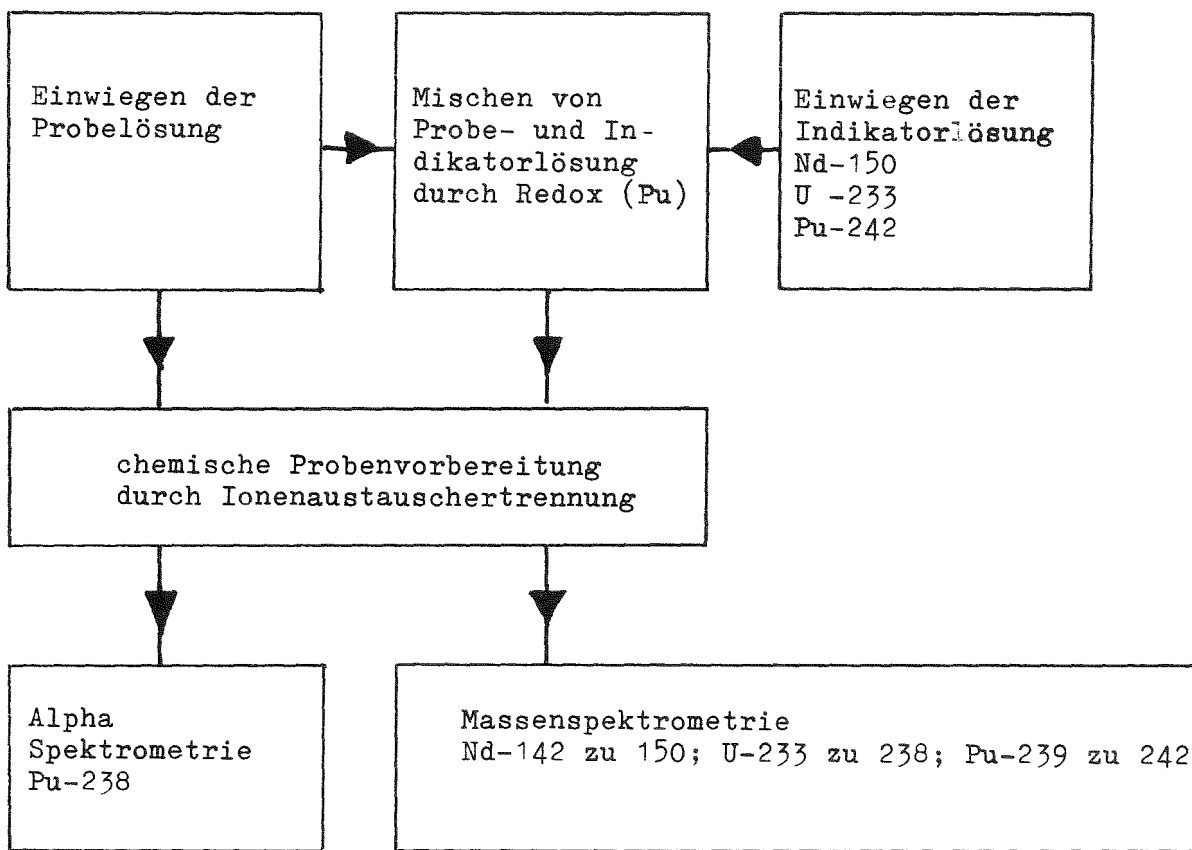 Einwiegen der
Probelösung
Mischen von
Probe- und In-
dikatorlösung
durch Redox (Pu)
Einwiegen der
Indikatorlösung
Nd-150
U -233
Pu-242
chemische Probenvorbereitung
durch Ionenaustauschertrennung
Alpha
Spektrometrie
Pu-238
Massenspektrometrie
Nd-142 zu 150; U-233 zu 238; Pu-239 zu 242